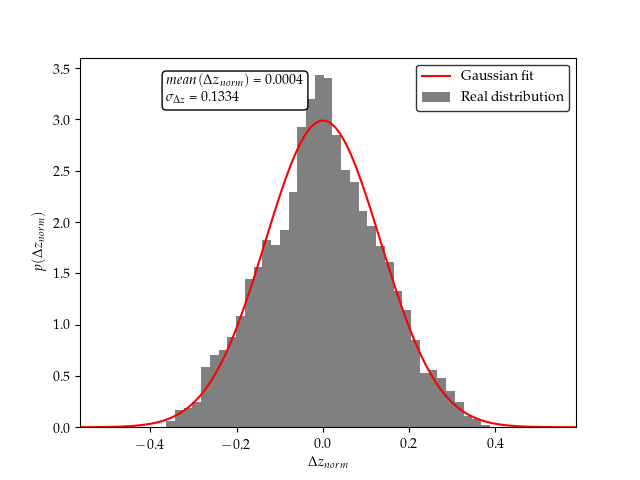 mean(Δz_norm) = 0.0004
σ_Δz = 0.1334
Gaussian fit
Real distribution
3.5
3.0
2.5
2.0
1.5
1.0
0.5
0.0
p(Δz_norm)
−0.4 −0.2 0.0 0.2 0.4
Δz_norm